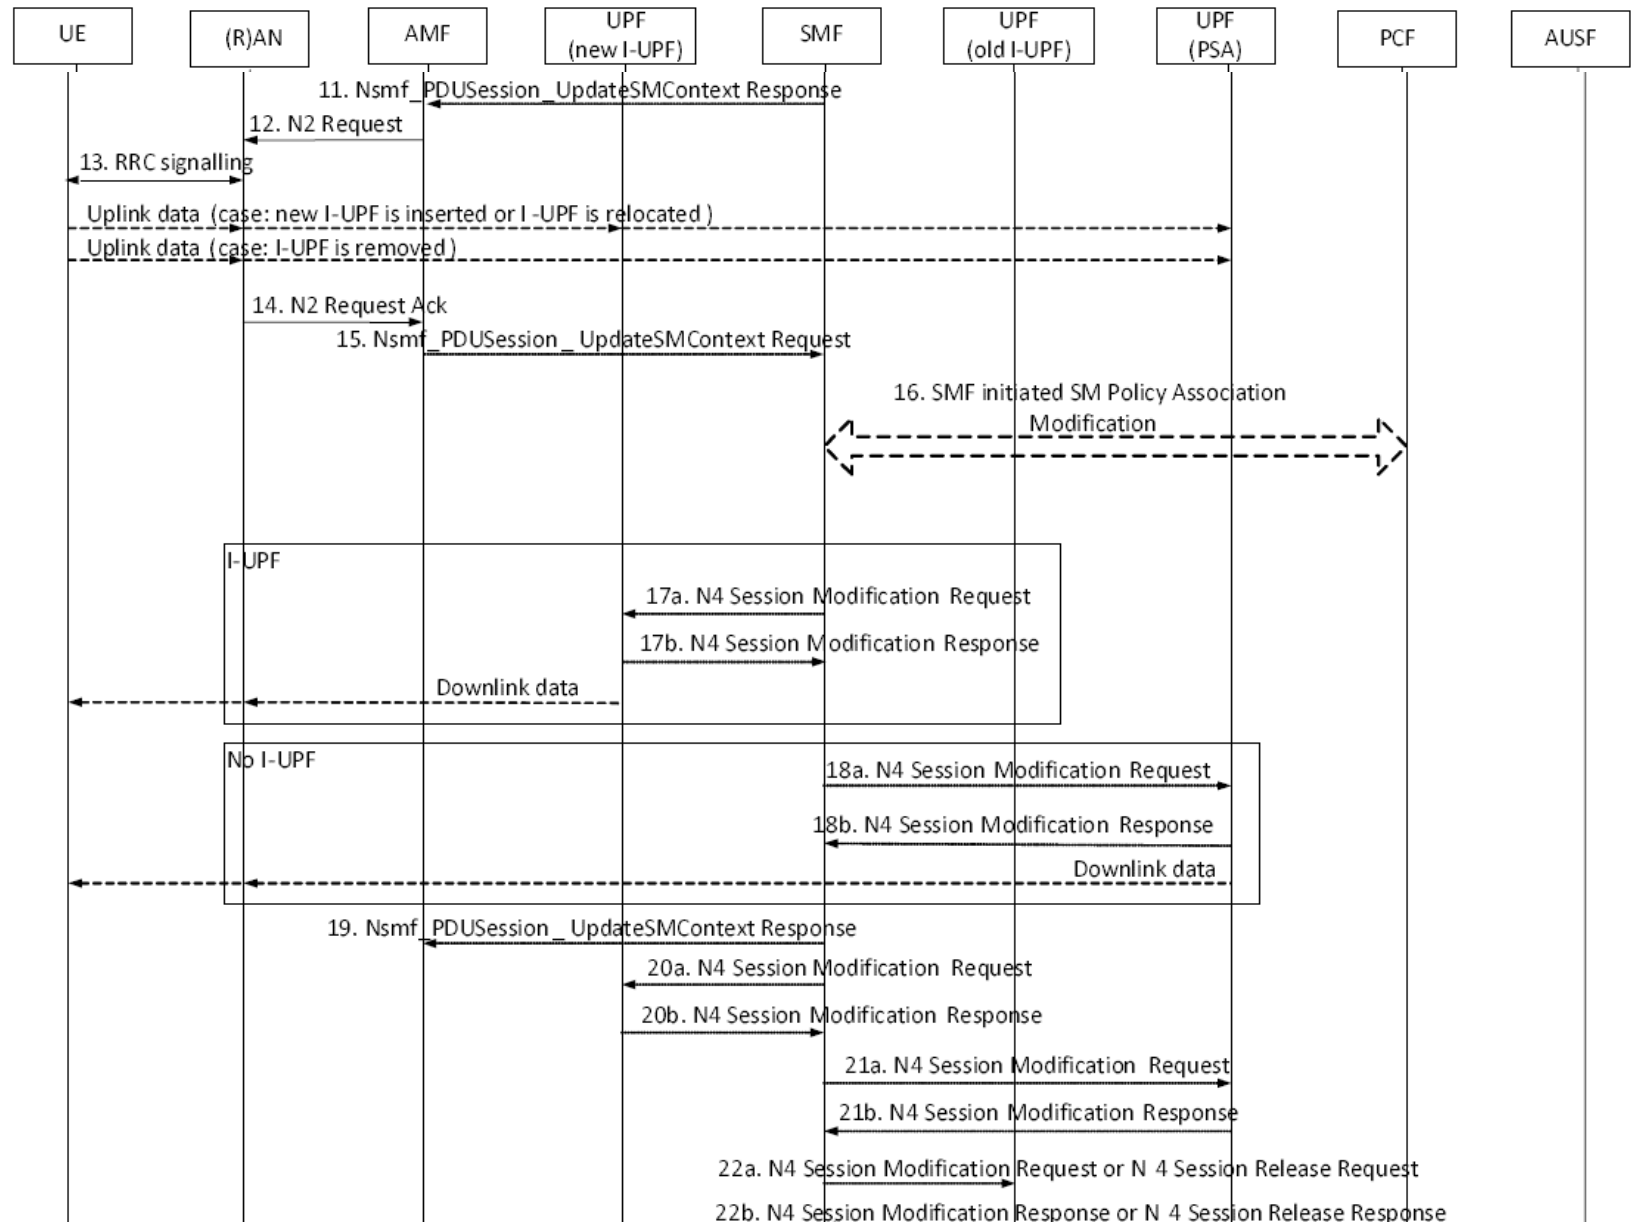 UE
(R)AN
AMF
UPF
(new I-UPF)
SMF
UPF
(old I-UPF)
UPF
(PSA)
PCF
AUSF
11. Nsmf_PDUSession_UpdateSMContext Response
12. N2 Request
13. RRC signalling
Uplink data (case: new I-UPF is inserted or I-UPF is relocated)
Uplink data (case: I-UPF is removed)
14. N2 Request Ack
15. Nsmf_PDUSession_UpdateSMContext Request
16. SMF initiated SM Policy Association
Modification
I-UPF
17a. N4 Session Modification Request
17b. N4 Session Modification Response
Downlink data
No I-UPF
18a. N4 Session Modification Request
18b. N4 Session Modification Response
Downlink data
19. Nsmf_PDUSession_UpdateSMContext Response
20a. N4 Session Modification Request
20b. N4 Session Modification Response
21a. N4 Session Modification Request
21b. N4 Session Modification Response
22a. N4 Session Modification Request or N4 Session Release Request
22b. N4 Session Modification Response or N4 Session Release Response